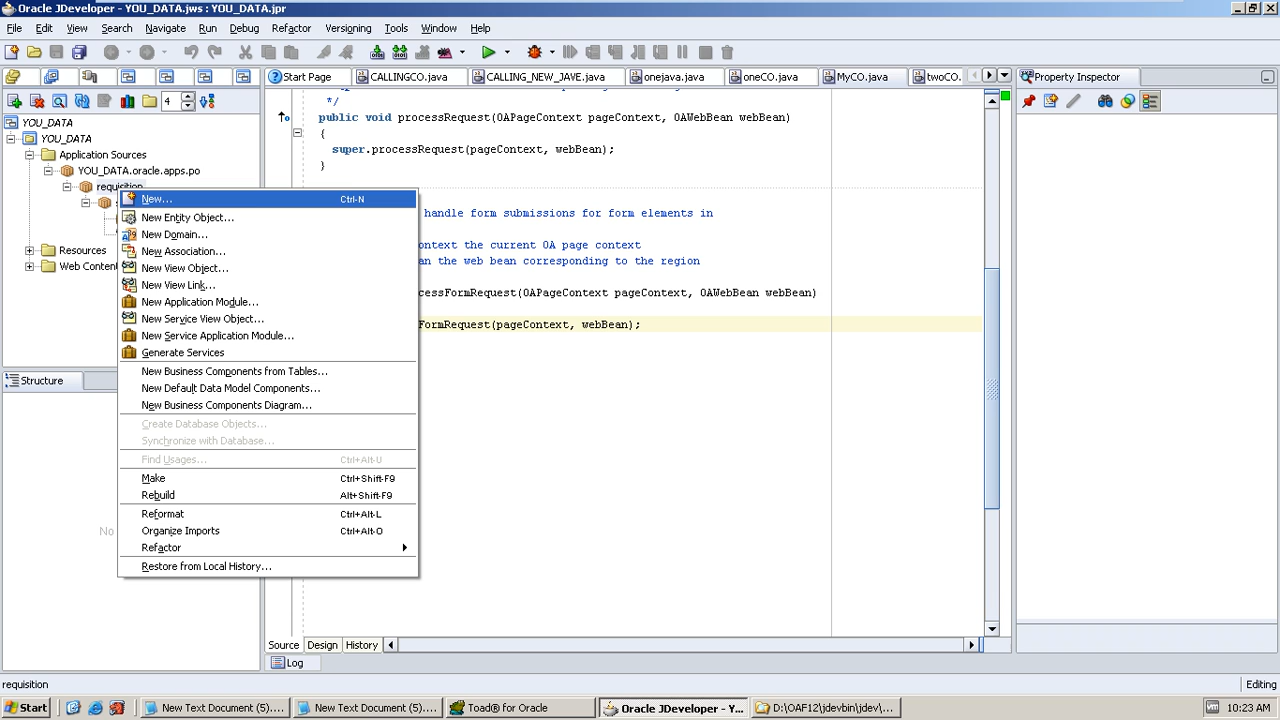 Oracle JDeveloper - YOU_DATA.jws : YOU_DATA.jpr
File Edit View Search Navigate Run Debug Refactor Versioning Tools Window Help
Start Page CALLINGCO.java CALLING_NEW_JAVE.java onejava.java oneCO.java MyCO.java twoCO. Property Inspector
4
YOU_DATA
YOU_DATA
Application Sources
YOU_DATA.oracle.apps.po
requisition
Resources
Web Conten
Structure
No
New... Ctrl-N
New Entity Object...
New Domain...
New Association...
New View Object...
New View Link...
New Application Module...
New Service View Object...
New Service Application Module...
Generate Services
New Business Components from Tables...
New Default Data Model Components...
New Business Components Diagram...
Create Database Objects...
Synchronize with Database...
Find Usages... Ctrl+Alt-U
Make Ctrl+Shift-F9
Rebuild Alt+Shift-F9
Reformat Ctrl+Alt-L
Organize Imports Ctrl+Alt-O
Refactor
Restore from Local History...
*/
public void processRequest(OAPageContext pageContext, OAWebBean webBean)
{
super.processRequest(pageContext, webBean);
}
handle form submissions for form elements in
ontext the current OA page context
an the web bean corresponding to the region
cessFormRequest(OAPageContext pageContext, OAWebBean webBean)
FormRequest(pageContext, webBean);
Source Design History
Log
requisition Editing
Start New Text Document (5).... New Text Document (5).... Toad® for Oracle Oracle JDeveloper - Y... D:\OAF12\jdevbin\jdev\... 10:23 AM